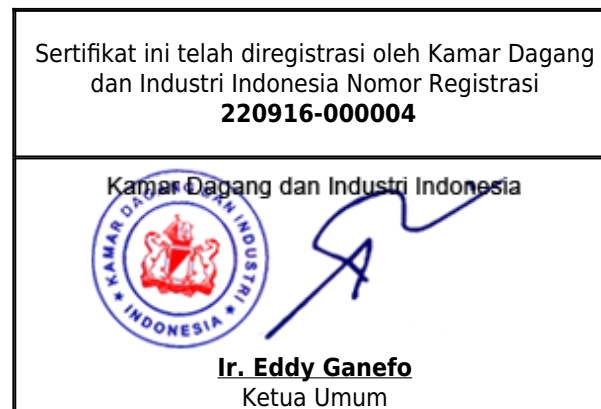 Sertifikat ini telah diregistrasi oleh Kamar Dagang
dan Industri Indonesia Nomor Registrasi
220916-000004
Kamar Dagang dan Industri Indonesia
KAMAR DAGANG DAN INDUSTRI
INDONESIA
Ir. Eddy Ganefo
Ketua Umum